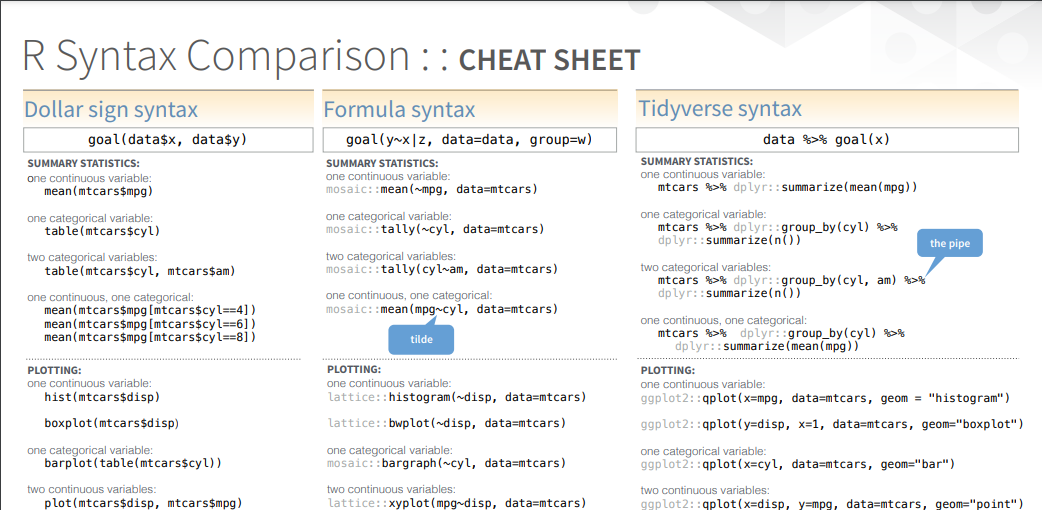 R Syntax Comparison : : CHEAT SHEET
Dollar sign syntax
goal(data$x, data$y)
SUMMARY STATISTICS:
one continuous variable:
mean(mtcars$mpg)
one categorical variable:
table(mtcars$cyl)
two categorical variables:
table(mtcars$cyl, mtcars$am)
one continuous, one categorical:
mean(mtcars$mpg[mtcars$cyl==4])
mean(mtcars$mpg[mtcars$cyl==6])
mean(mtcars$mpg[mtcars$cyl==8])
PLOTTING:
one continuous variable:
hist(mtcars$disp)
boxplot(mtcars$disp)
one categorical variable:
barplot(table(mtcars$cyl))
two continuous variables:
plot(mtcars$disp, mtcars$mpg)
Formula syntax
goal(y~x|z, data=data, group=w)
SUMMARY STATISTICS:
one continuous variable:
mosaic::mean(~mpg, data=mtcars)
one categorical variable:
mosaic::tally(~cyl, data=mtcars)
two categorical variables:
mosaic::tally(cyl~am, data=mtcars)
one continuous, one categorical:
mosaic::mean(mpg~cyl, data=mtcars)
tilde
PLOTTING:
one continuous variable:
lattice::histogram(~disp, data=mtcars)
lattice::bwplot(~disp, data=mtcars)
one categorical variable:
mosaic::bargraph(~cyl, data=mtcars)
two continuous variables:
lattice::xyplot(mpg~disp, data=mtcars)
Tidyverse syntax
data %>% goal(x)
SUMMARY STATISTICS:
one continuous variable:
mtcars %>% dplyr::summarize(mean(mpg))
one categorical variable:
mtcars %>% dplyr::group_by(cyl) %>%
dplyr::summarize(n())
the pipe
two categorical variables:
mtcars %>% dplyr::group_by(cyl, am) %>%
dplyr::summarize(n())
one continuous, one categorical:
mtcars %>% dplyr::group_by(cyl) %>%
dplyr::summarize(mean(mpg))
PLOTTING:
one continuous variable:
ggplot2::qplot(x=mpg, data=mtcars, geom = "histogram")
ggplot2::qplot(y=disp, x=1, data=mtcars, geom="boxplot")
one categorical variable:
ggplot2::qplot(x=cyl, data=mtcars, geom="bar")
two continuous variables:
ggplot2::qplot(x=disp, y=mpg, data=mtcars, geom="point")